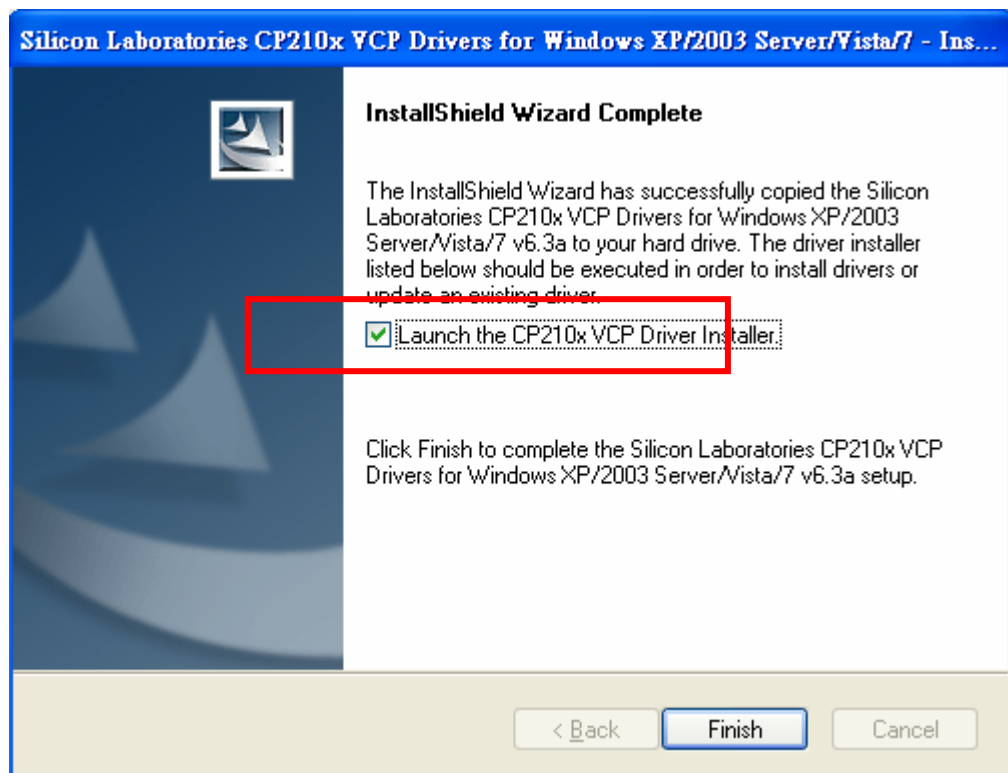 Silicon Laboratories CP210x VCP Drivers for Windows XP/2003 Server/Vista/7 - Ins...
InstallShield Wizard Complete
The InstallShield Wizard has successfully copied the Silicon
Laboratories CP210x VCP Drivers for Windows XP/2003
Server/Vista/7 v6.3a to your hard drive. The driver installer
listed below should be executed in order to install drivers or
update an existing driver.
Launch the CP210x VCP Driver Installer.
Click Finish to complete the Silicon Laboratories CP210x VCP
Drivers for Windows XP/2003 Server/Vista/7 v6.3a setup.
< Back
Finish
Cancel